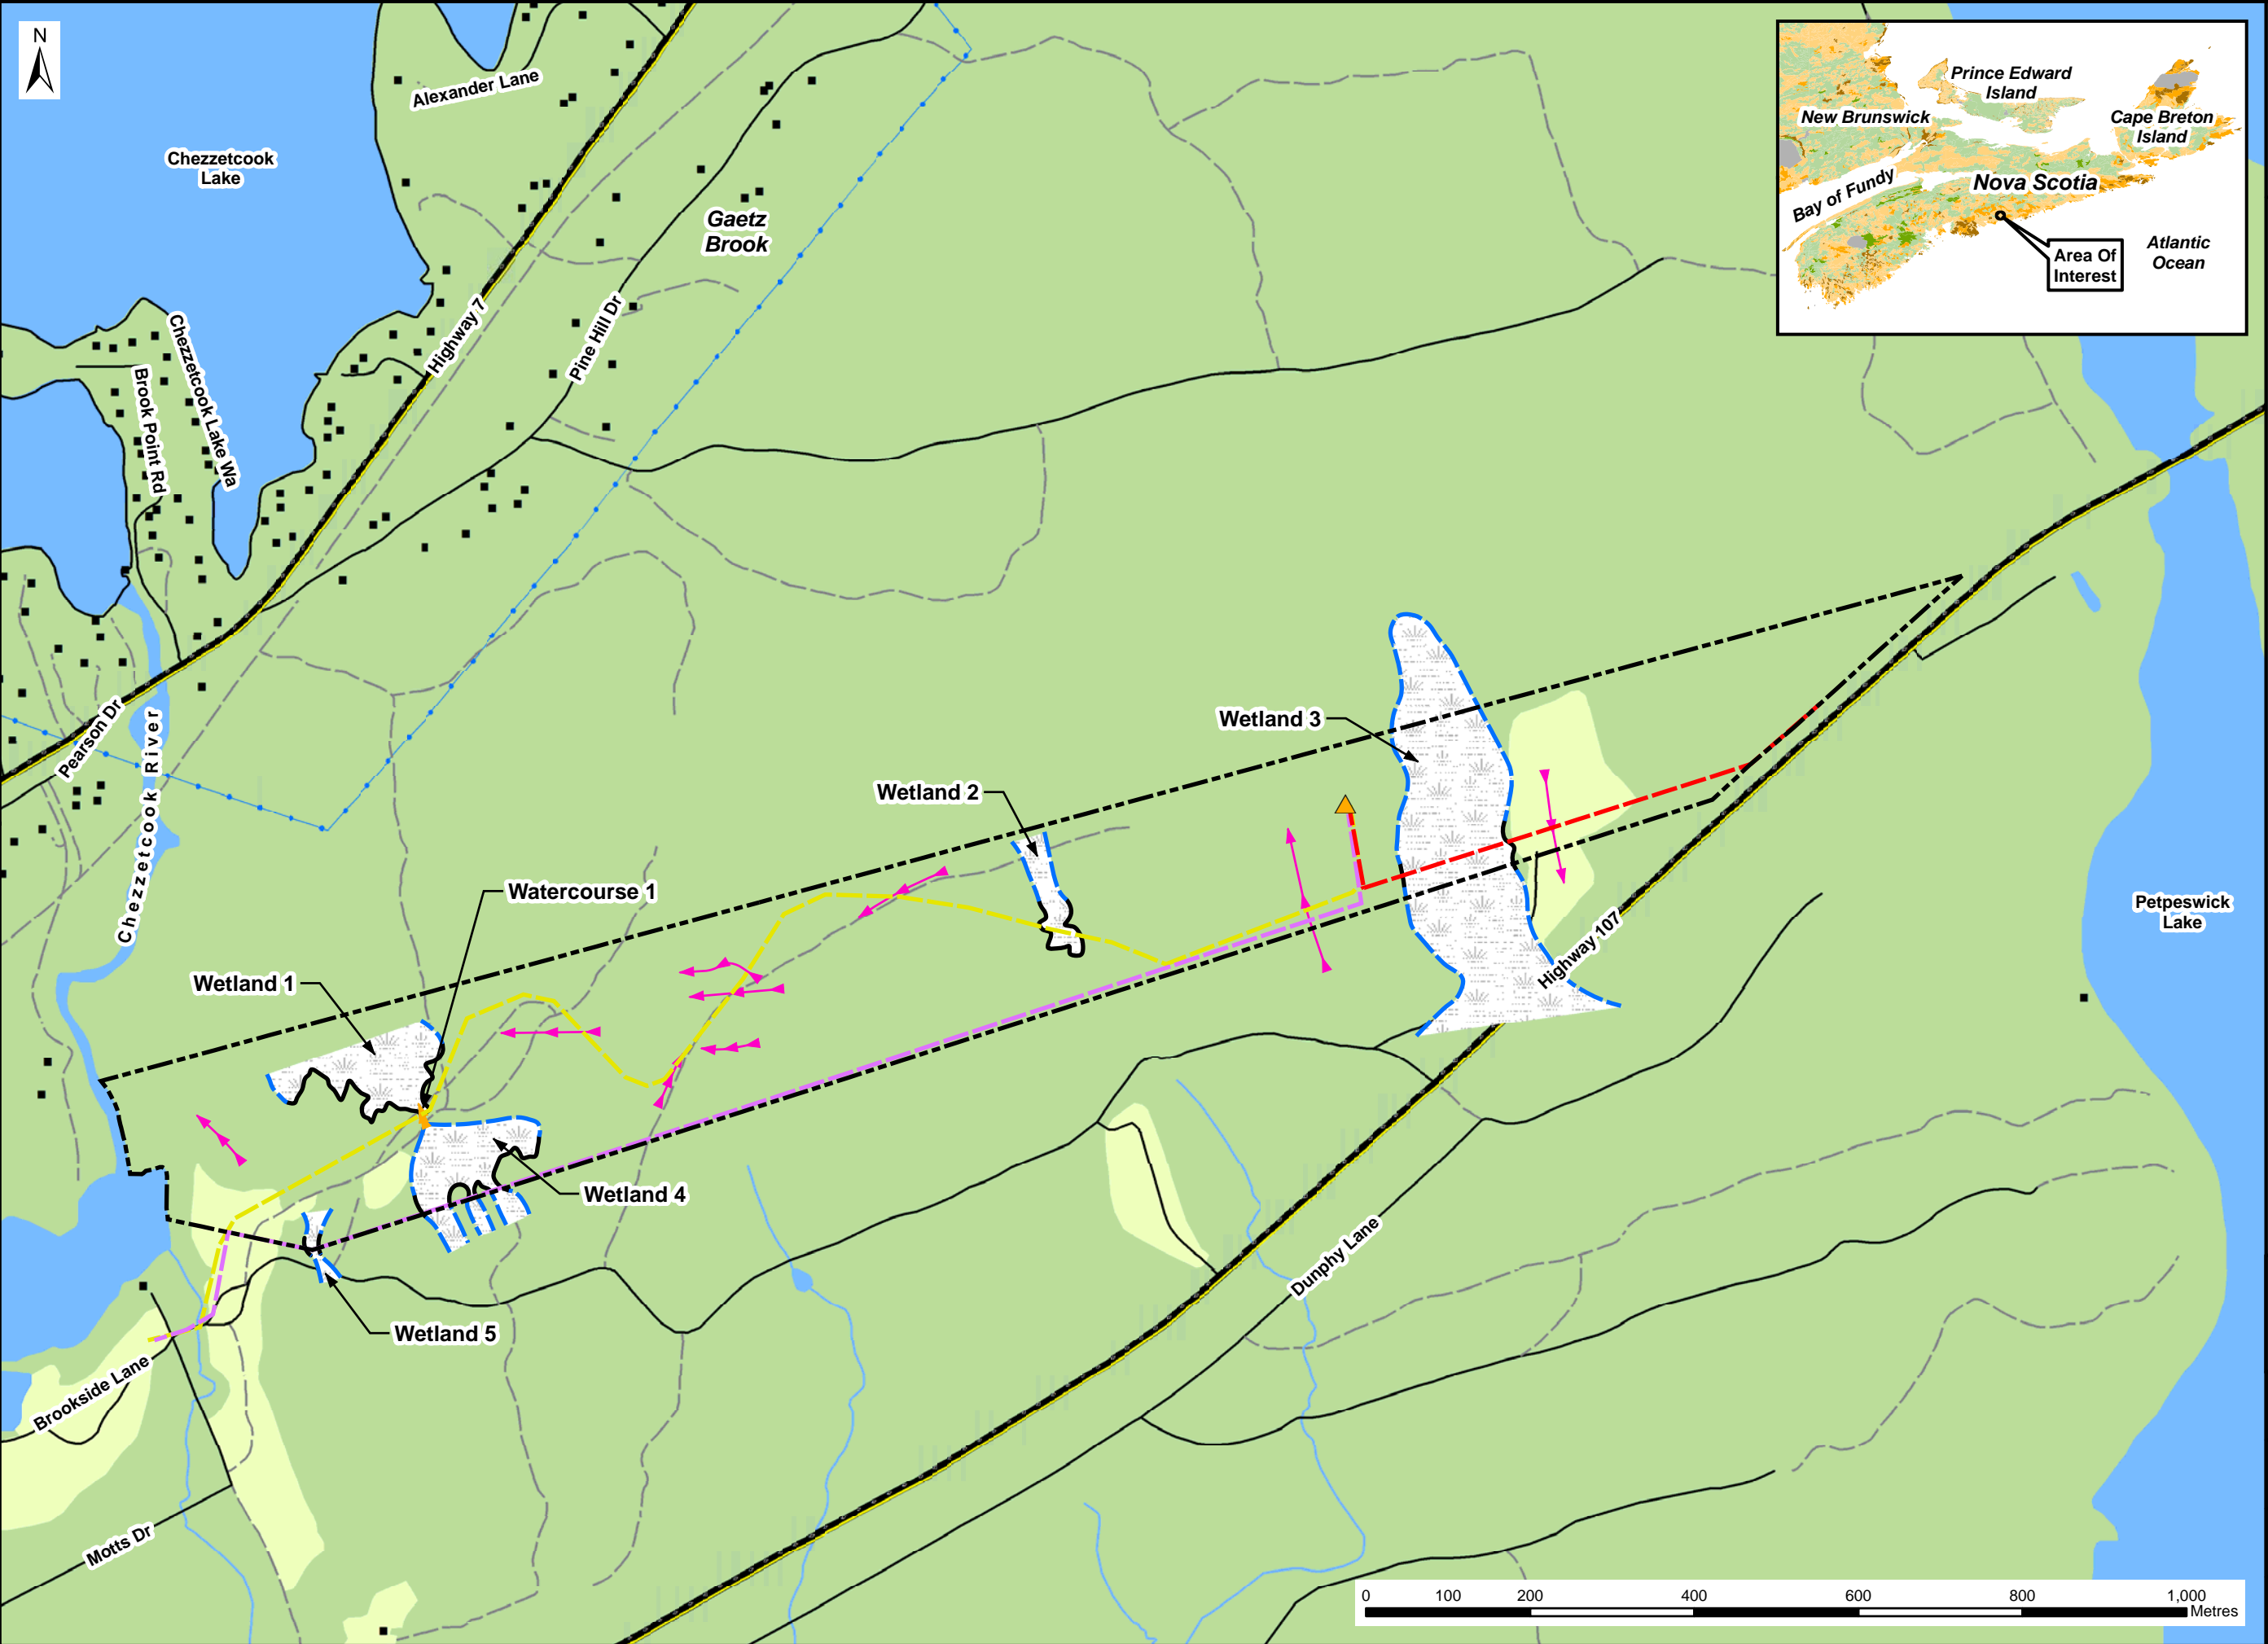 N
Alexander Lane
Chezzetcook
Lake
Gaetz
Brook
Prince Edward
Island
New Brunswick
Cape Breton
Island
Bay of Fundy
Nova Scotia
Atlantic
Ocean
Area Of
Interest
Highway 7
Pine Hill Dr
Chezzetcook Lake Wa
Brook Point Rd
Pearson Dr
Chezzetcook River
Wetland 3
Wetland 2
Watercourse 1
Wetland 1
Highway 107
Petpeswick
Lake
Wetland 4
Wetland 5
Dunphy Lane
Brookside Lane
Motts Dr
0 100 200 400 600 800 1,000
Metres